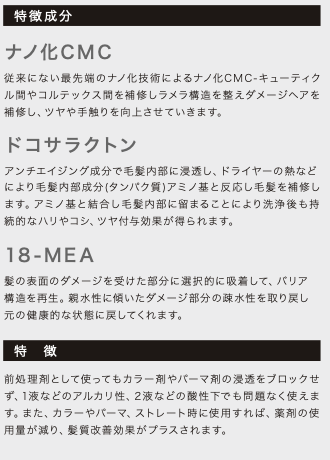 特徴成分
ナノ化CMC
従来にない最先端のナノ化技術によるナノ化CMC-キューティク
ル間やコルテックス間を補修しラメラ構造を整えダメージヘアを
補修し、ツヤや手触りを向上させていきます。
ドコサラクトン
アンチエイジング成分で毛髪内部に浸透し、ドライヤーの熱など
により毛髪内部成分(タンパク質)アミノ基と反応し毛髪を補修し
ます。アミノ基と結合し毛髪内部に留まることにより洗浄後も持
続的なハリやコシ、ツヤ付与効果が得られます。
18-MEA
髪の表面のダメージを受けた部分に選択的に吸着して、バリア
構造を再生。親水性に傾いたダメージ部分の疎水性を取り戻し
元の健康的な状態に戻してくれます。
特 徴
前処理剤として使ってもカラー剤やパーマ剤の浸透をブロックせ
ず、1液などのアルカリ性、2液などの酸性下でも問題なく使えま
す。また、カラーやパーマ、ストレート時に使用すれば、薬剤の使
用量が減り、髪質改善効果がプラスされます。